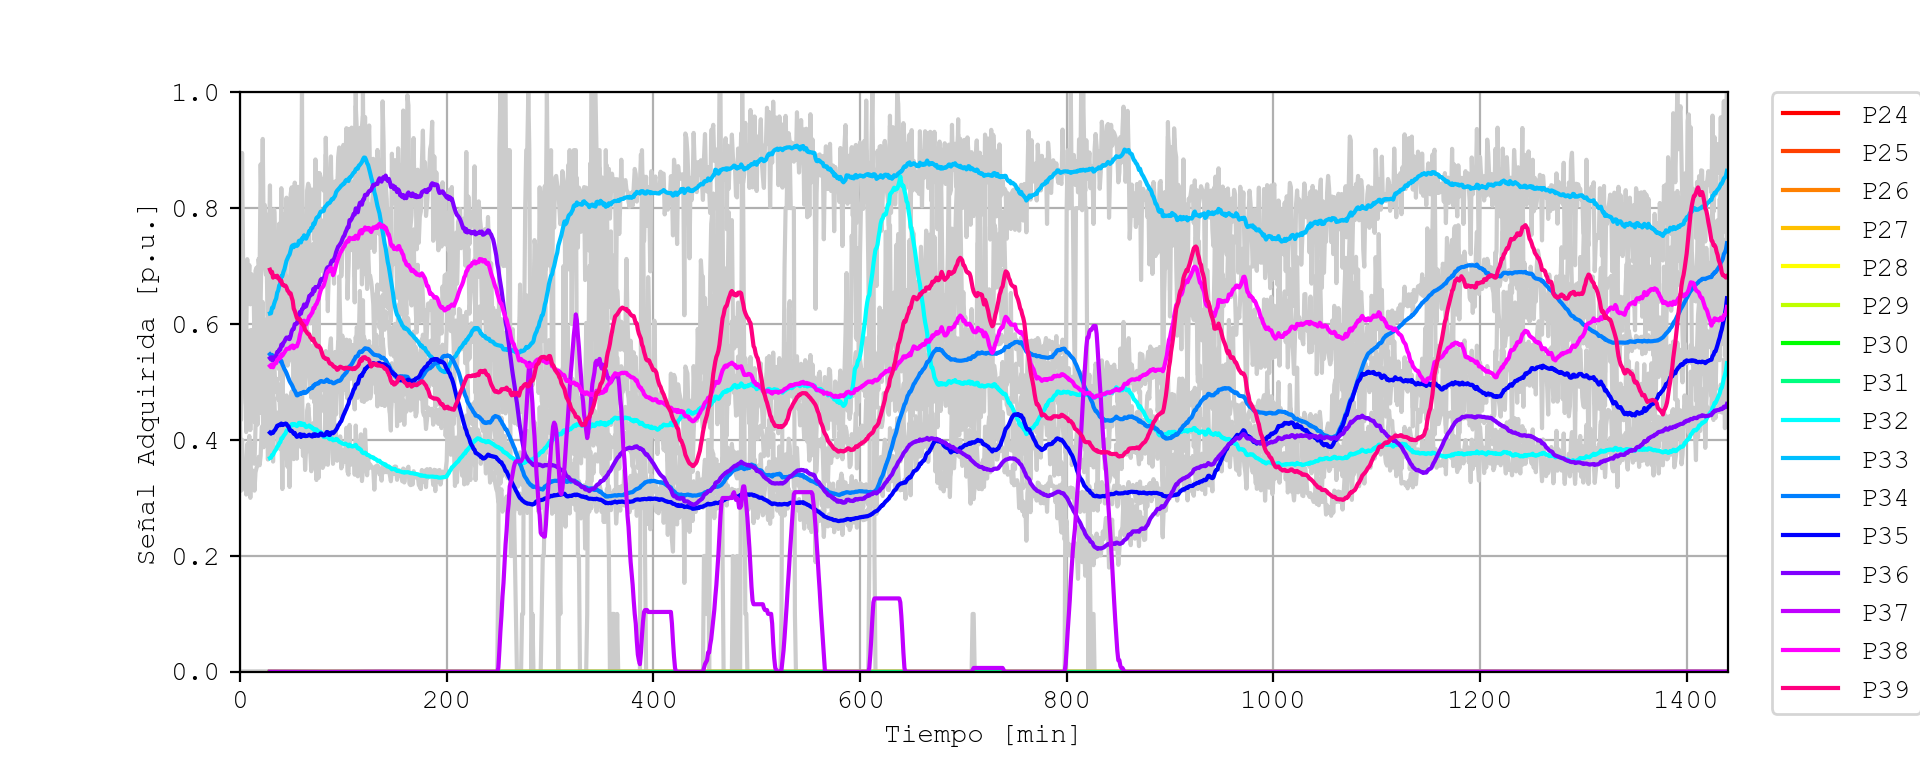 1.0
0.8
0.6
0.4
0.2
0.0
Señal Adquirida [p.u.]
0 200 400 600 800 1000 1200 1400
Tiempo [min]
P24
P25
P26
P27
P28
P29
P30
P31
P32
P33
P34
P35
P36
P37
P38
P39